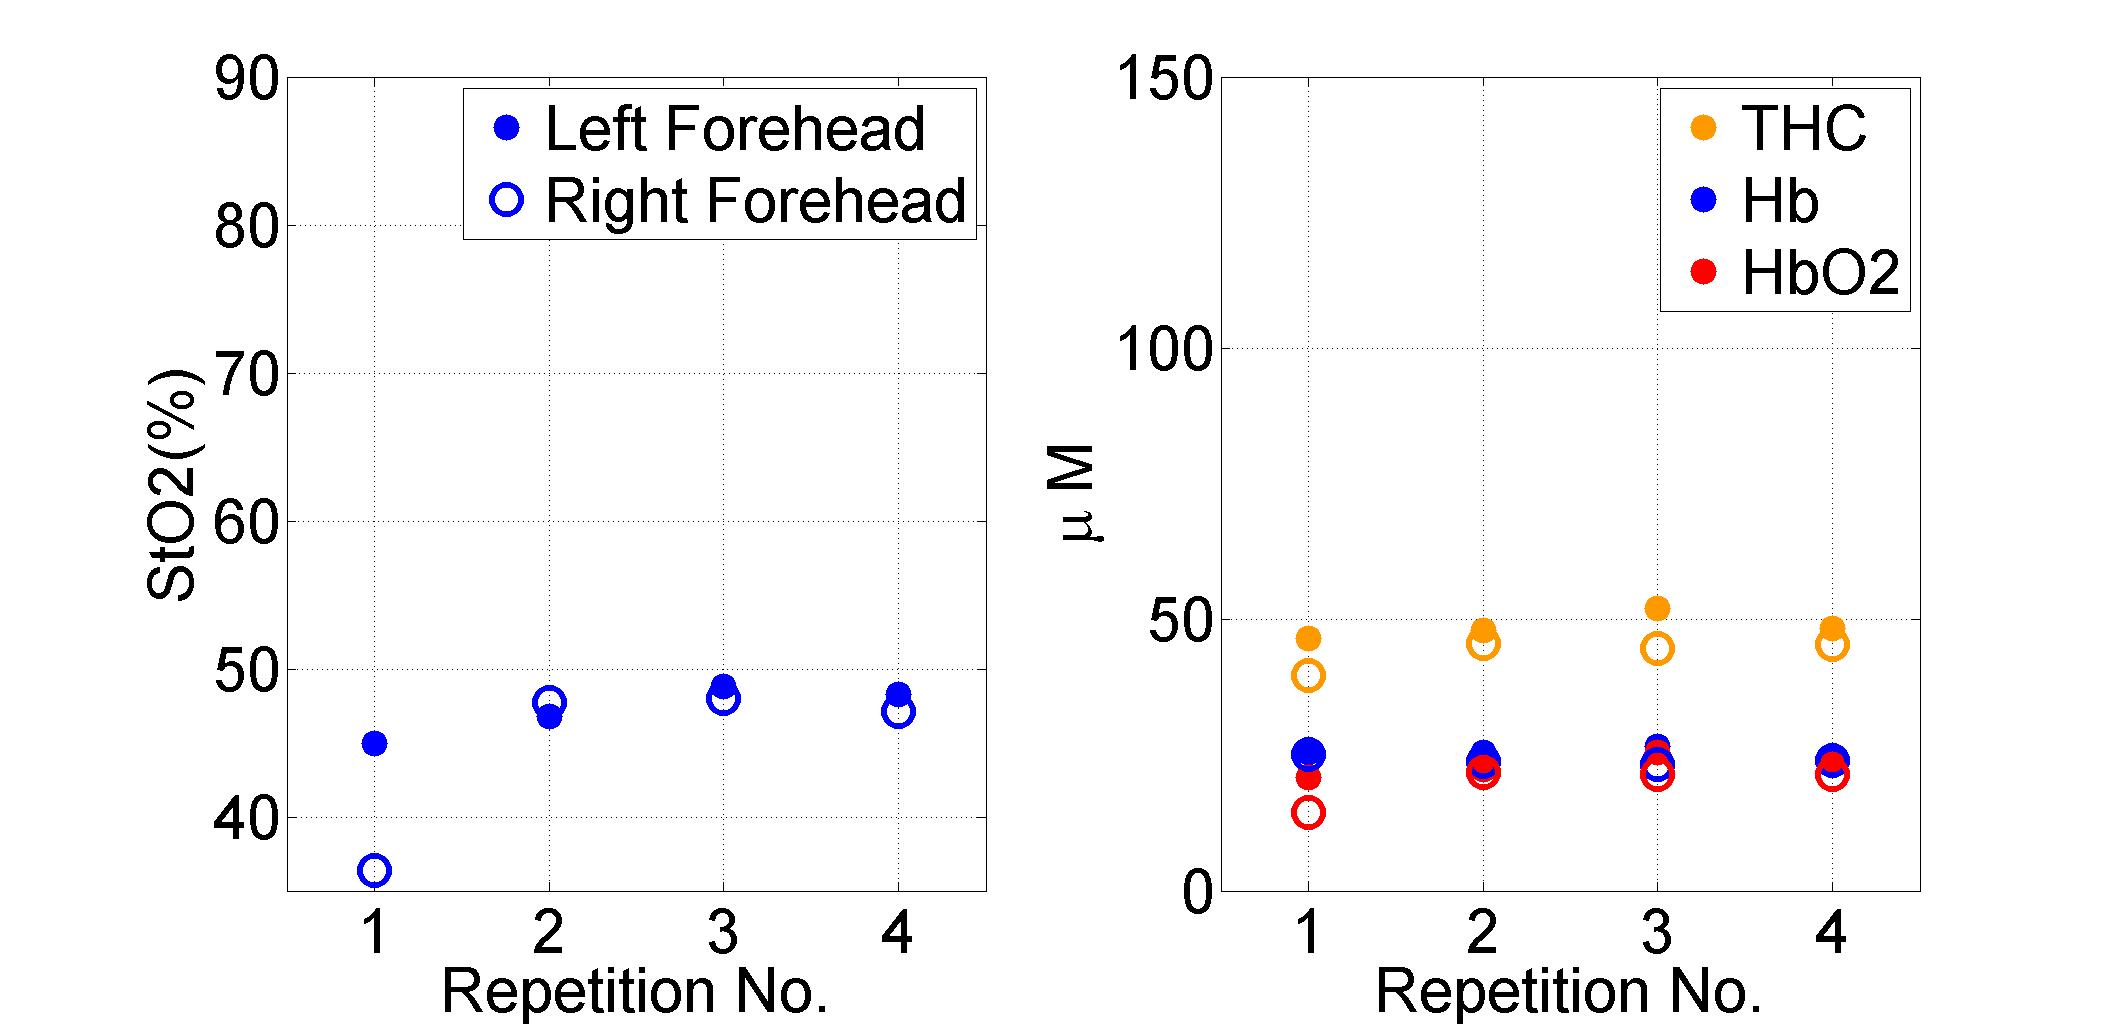 90
80
70
60
50
40
StO2(%)
Left Forehead
Right Forehead
1 2 3 4
Repetition No.
150
100
50
0
μ M
THC
Hb
HbO2
1 2 3 4
Repetition No.